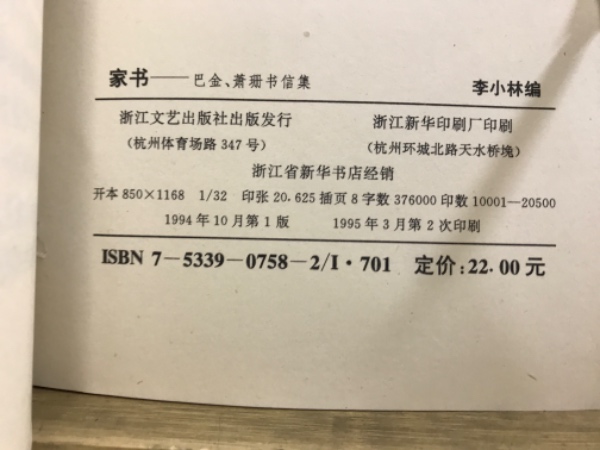 家书——巴金、萧珊书信集 李小林编
浙江文艺出版社出版发行 浙江新华印刷厂印刷
(杭州体育场路347号) (杭州环城北路天水桥堍)
浙江省新华书店经销
开本850×1168 1/32 印张20.625插页8字数376000印数10001—20500
1994年10月第1版 1995年3月第2次印刷
ISBN 7—5339—0758—2/I·701 定价:22.00元